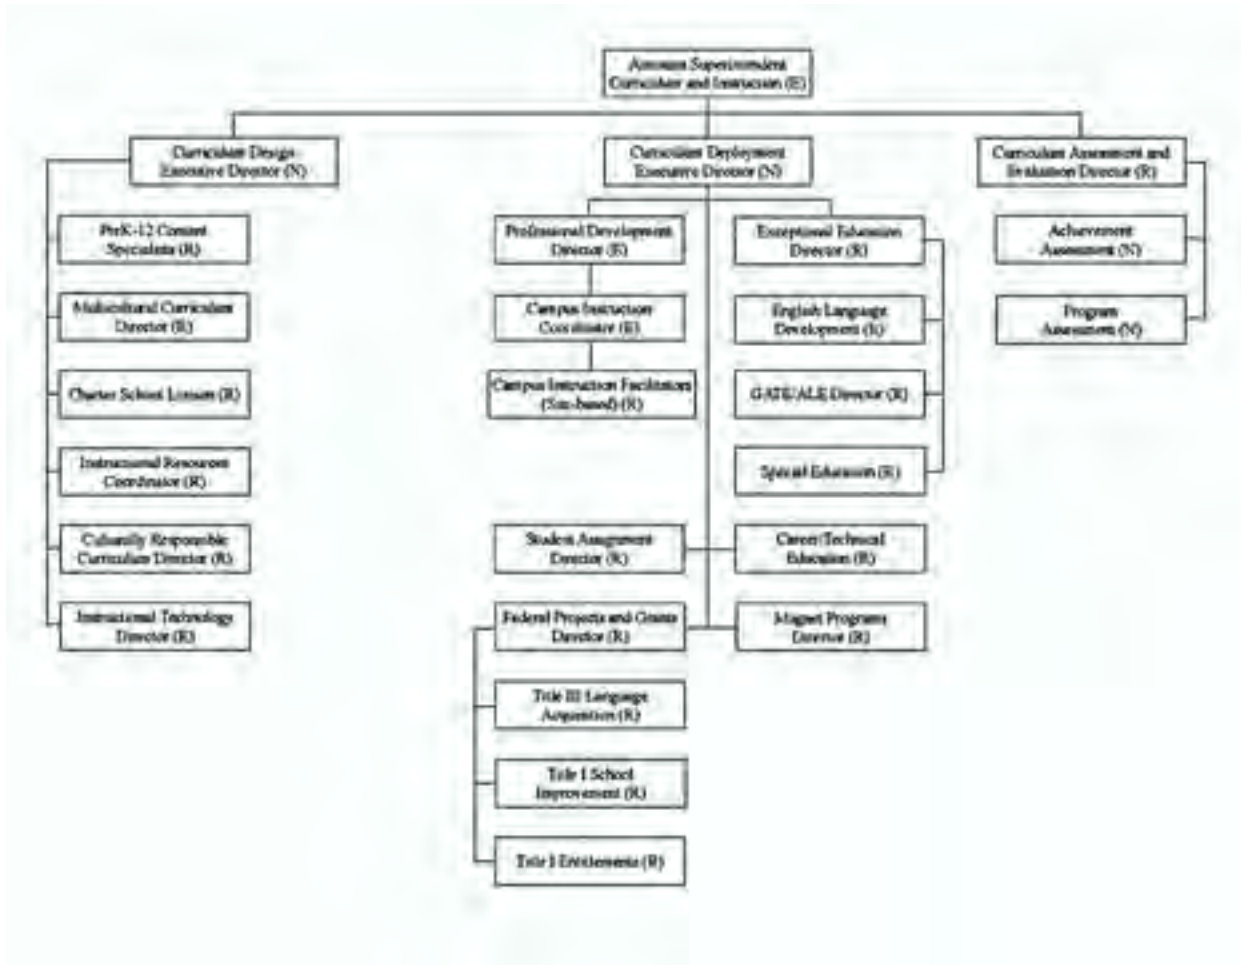 Assistant Superintendent
Curriculum and Instruction (E)
Curriculum Design
Executive Director (N)
Curriculum Deployment
Executive Director (N)
Curriculum Assessment and
Evaluation Director (R)
PreK-12 Content
Specialists (R)
Multicultural Curriculum
Director (R)
Charter School Liaison (R)
Instructional Resources
Coordinator (R)
Culturally Responsible
Curriculum Director (R)
Instructional Technology
Director (R)
Professional Development
Director (E)
Campus Instruction
Coordinator (E)
Campus Instruction Facilitators
(Site-based) (R)
Exceptional Education
Director (R)
English Language
Development (R)
GATE/ALE Director (R)
Special Education (R)
Student Assignment
Director (R)
Career/Technical
Education (R)
Federal Projects and Grants
Director (R)
Magnet Programs
Director (R)
Title III Language
Acquisition (R)
Title I School
Improvement (R)
Title I Entitlements (R)
Achievement
Assessment (N)
Program
Assessment (N)